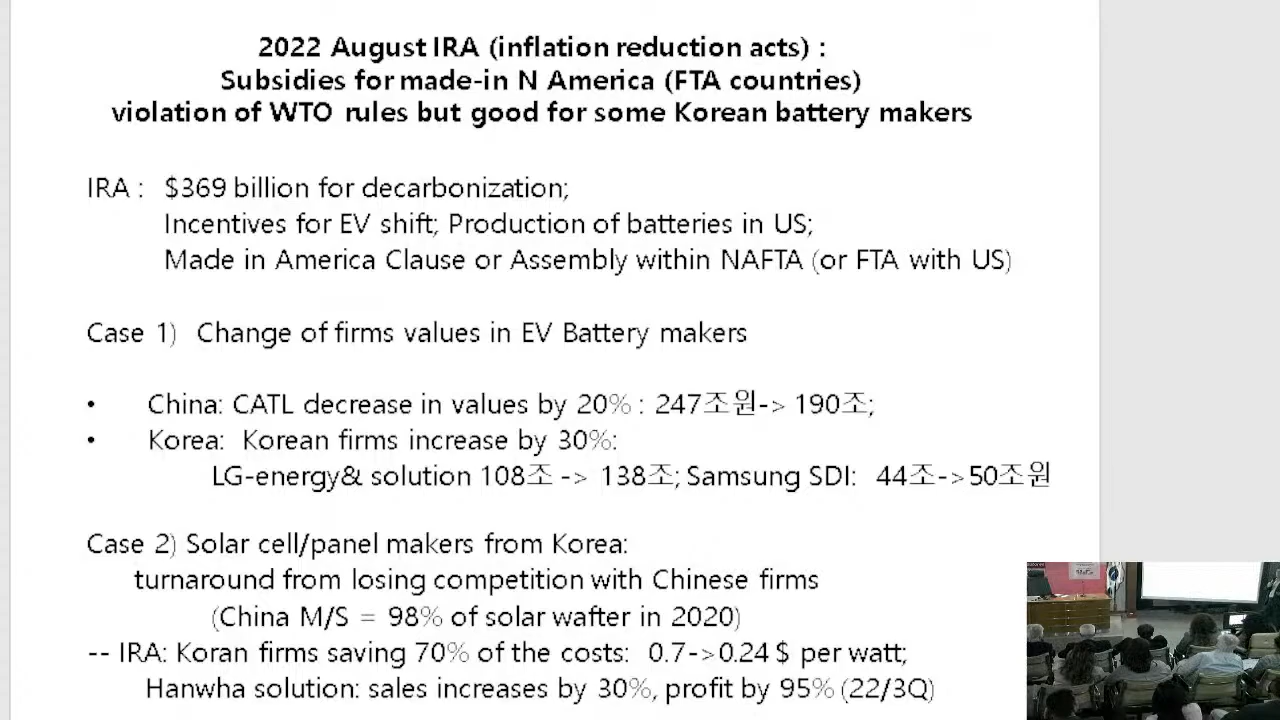 2022 August IRA (inflation reduction acts) :
Subsidies for made-in N America (FTA countries)
violation of WTO rules but good for some Korean battery makers
IRA : $369 billion for decarbonization;
Incentives for EV shift; Production of batteries in US;
Made in America Clause or Assembly within NAFTA (or FTA with US)
Case 1) Change of firms values in EV Battery makers
• China: CATL decrease in values by 20% : 247조원-> 190조;
• Korea: Korean firms increase by 30%:
LG-energy& solution 108조 -> 138조; Samsung SDI: 44조->50조원
Case 2) Solar cell/panel makers from Korea:
turnaround from losing competition with Chinese firms
(China M/S = 98% of solar wafter in 2020)
-- IRA: Koran firms saving 70% of the costs: 0.7->0.24 $ per watt;
Hanwha solution: sales increases by 30%, profit by 95% (22/3Q)